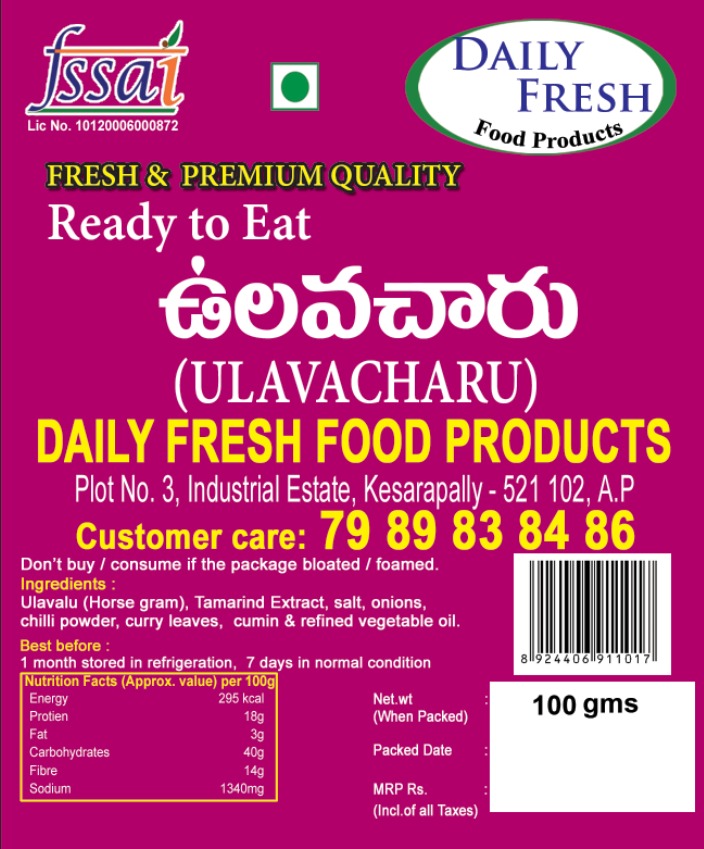 fssai
Lic No. 10120006000872
DAILY
FRESH
Food Products
FRESH & PREMIUM QUALITY
Ready to Eat
ఉలవచారు
(ULAVACHARU)
DAILY FRESH FOOD PRODUCTS
Plot No. 3, Industrial Estate, Kesarapally - 521 102, A.P
Customer care: 79 89 83 84 86
Don't buy / consume if the package bloated / foamed.
Ingredients :
Ulavalu (Horse gram), Tamarind Extract, salt, onions,
chilli powder, curry leaves, cumin & refined vegetable oil.
Best before :
1 month stored in refrigeration, 7 days in normal condition
8 924406 911017
Nutrition Facts (Approx. value) per 100g
Energy 295 kcal
Protien 18g
Fat 3g
Carbohydrates 40g
Fibre 14g
Sodium 1340mg
Net.wt : 100 gms
(When Packed)
Packed Date :
MRP Rs. :
(Incl.of all Taxes)